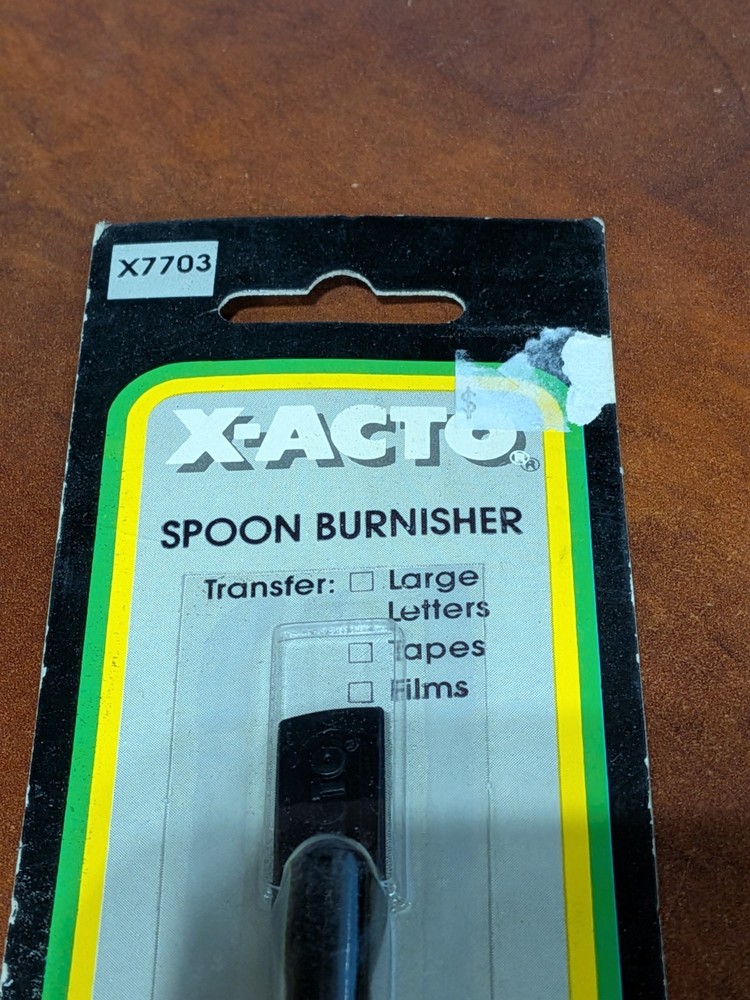 X7703
$
X-ACTO®
SPOON BURNISHER
Transfer: ☐ Large
Letters
☐ Tapes
☐ Films